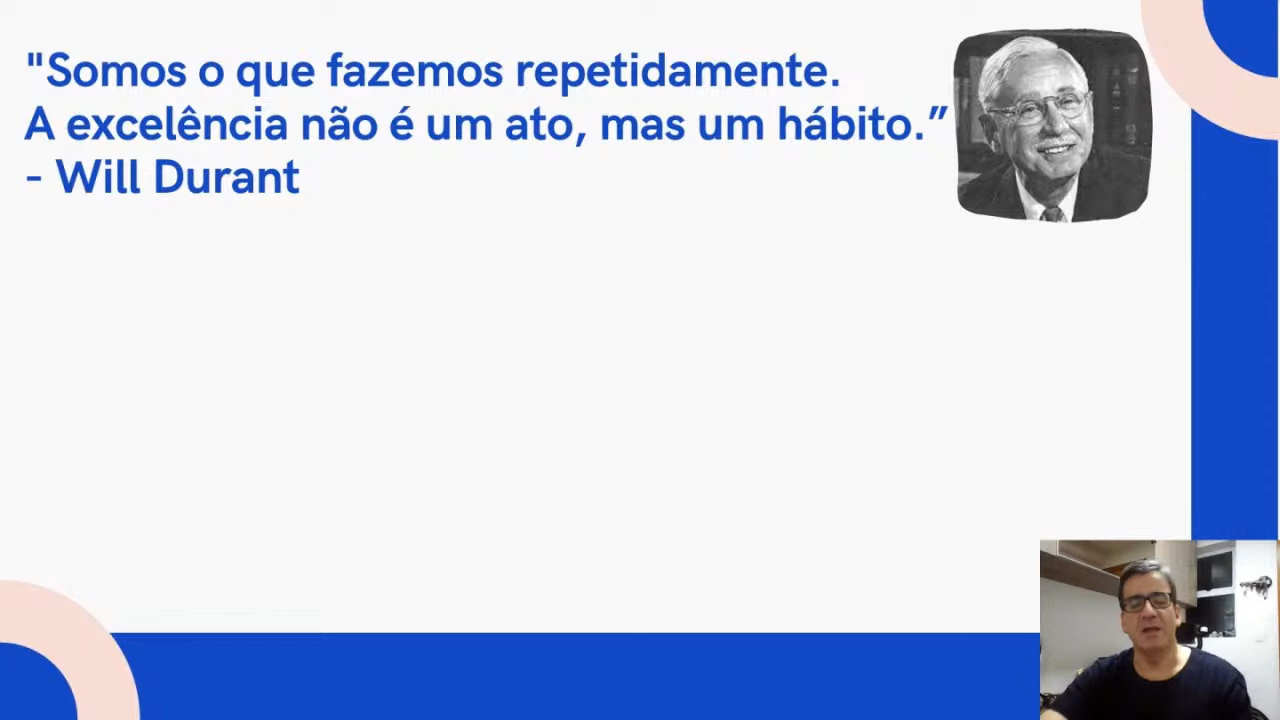 "Somos o que fazemos repetidamente.
A excelência não é um ato, mas um hábito.”
- Will Durant